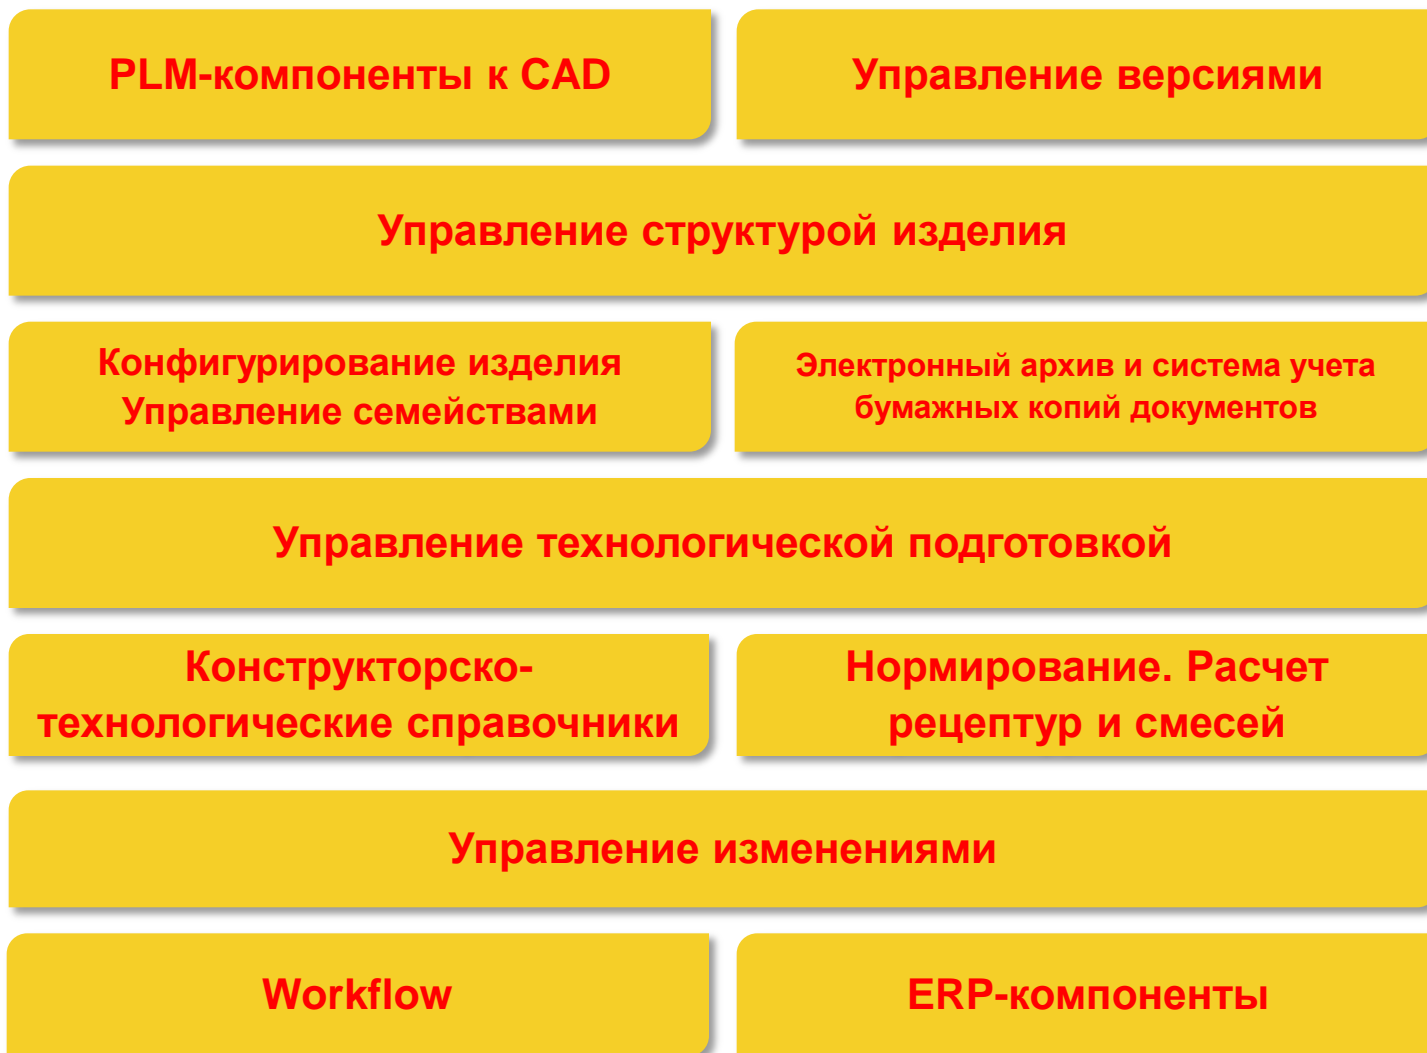 PLM-компоненты к CAD
Управление версиями
Управление структурой изделия
Конфигурирование изделия
Управление семействами
Электронный архив и система учета
бумажных копий документов
Управление технологической подготовкой
Конструкторско-
технологические справочники
Нормирование. Расчет
рецептур и смесей
Управление изменениями
Workflow
ERP-компоненты